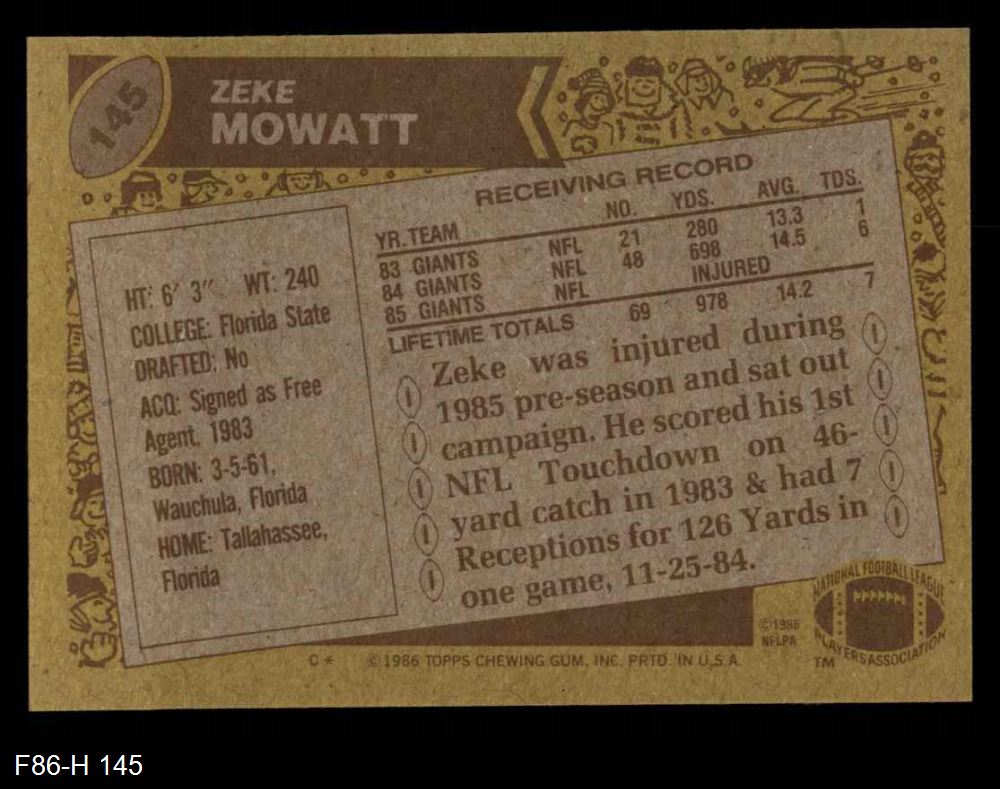 145
ZEKE
MOWATT
RECEIVING RECORD
YR. TEAM NO. YDS. AVG. TDS.
83 GIANTS NFL 21 280 13.3 1
84 GIANTS NFL 48 698 14.5 6
85 GIANTS NFL INJURED
LIFETIME TOTALS 69 978 14.2 7
HT: 6' 3" WT: 240
COLLEGE: Florida State
DRAFTED: No
ACQ: Signed as Free
Agent, 1983
BORN: 3-5-61,
Wauchula, Florida
HOME: Tallahassee,
Florida
Zeke was injured during
1985 pre-season and sat out
campaign. He scored his 1st
NFL Touchdown on 46-
yard catch in 1983 & had 7
Receptions for 126 Yards in
one game, 11-25-84.
NATIONAL FOOTBALL LEAGUE
PLAYERS ASSOCIATION
TM
©1986
NFLPA
C* © 1986 TOPPS CHEWING GUM, INC. PRTD. IN U.S.A.
F86-H 145